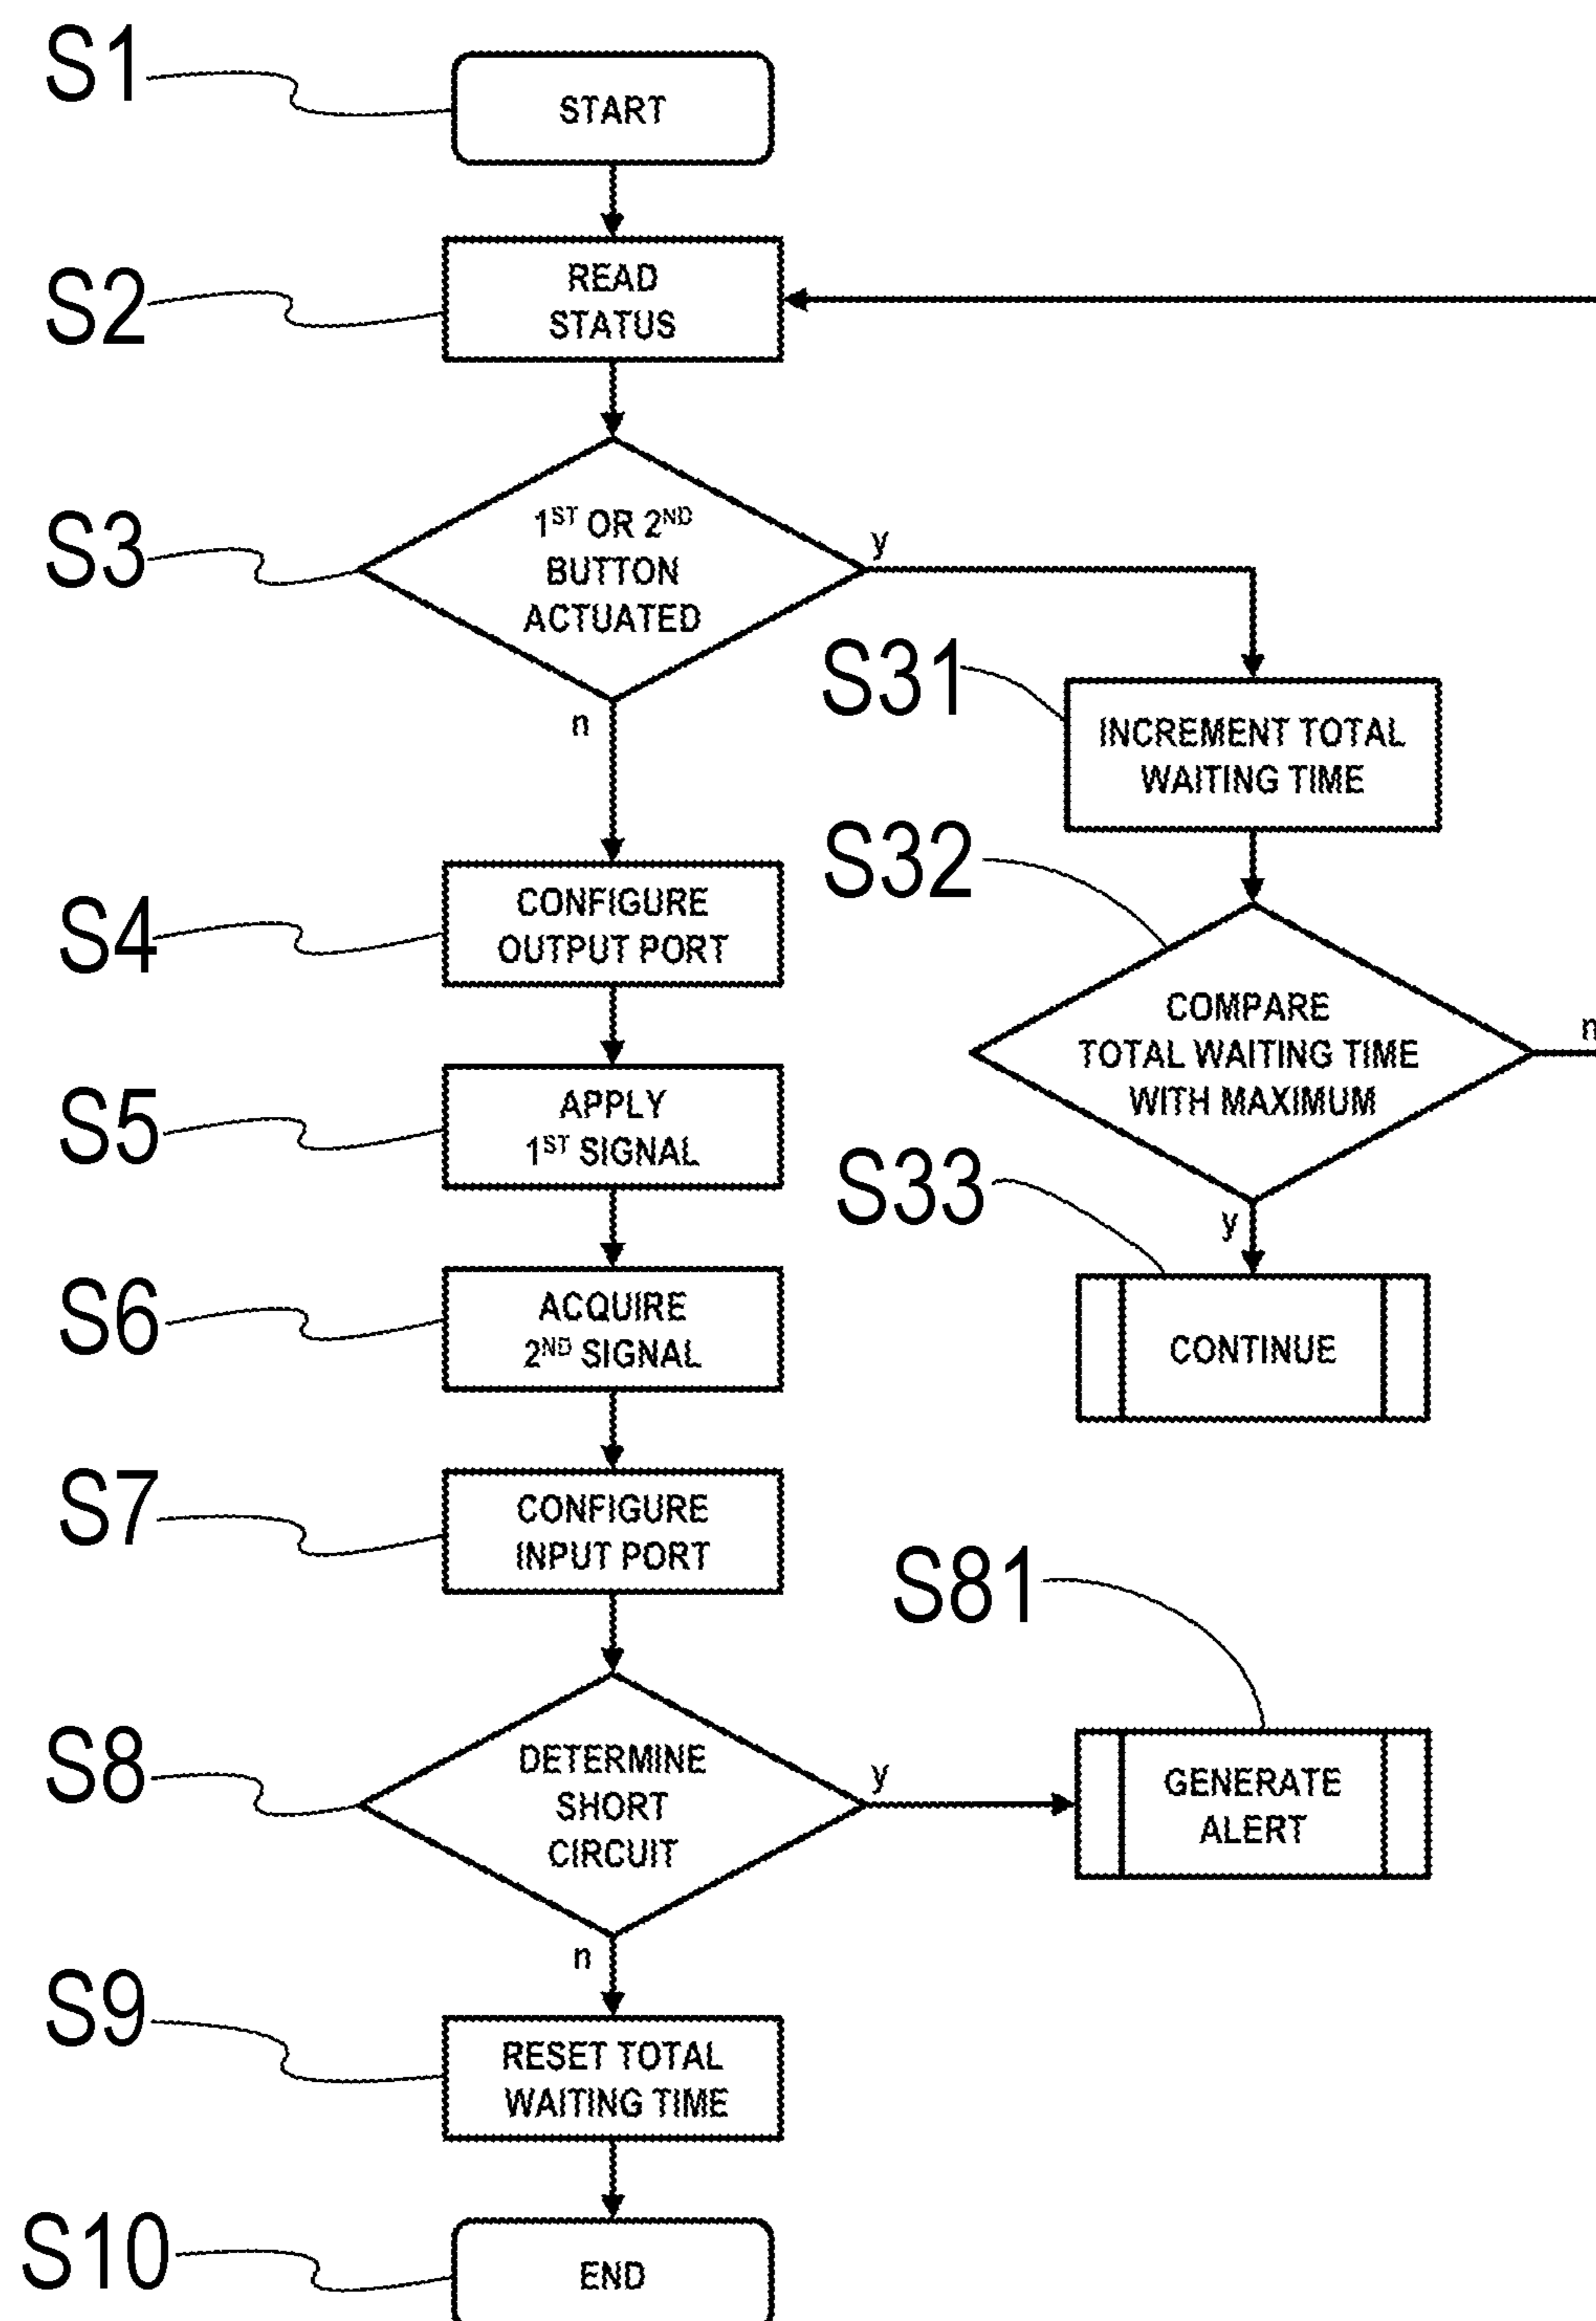 S1
START
S2
READ
STATUS
S3
1ST OR 2ND
BUTTON
ACTUATED
y
n
S31
INCREMENT TOTAL
WAITING TIME
S32
COMPARE
TOTAL WAITING TIME
WITH MAXIMUM
n
y
S33
CONTINUE
S4
CONFIGURE
OUTPUT PORT
S5
APPLY
1ST SIGNAL
S6
ACQUIRE
2ND SIGNAL
S7
CONFIGURE
INPUT PORT
S8
DETERMINE
SHORT
CIRCUIT
y
n
S81
GENERATE
ALERT
S9
RESET TOTAL
WAITING TIME
S10
END